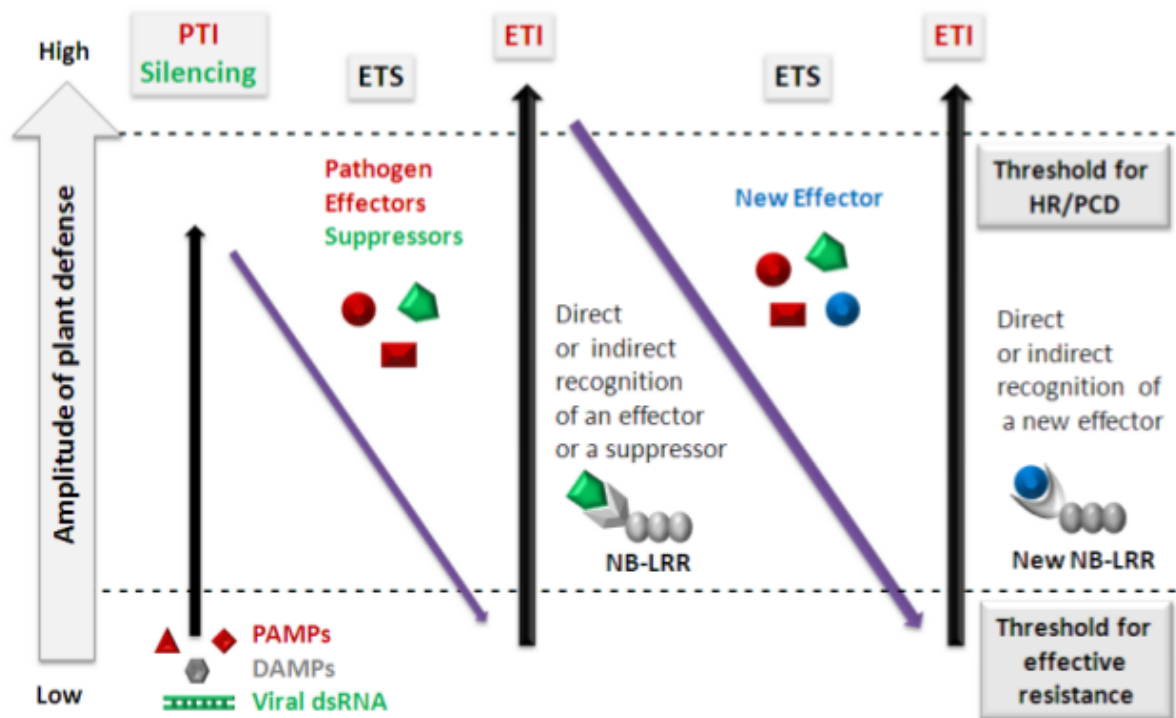 High
PTI
Silencing
ETS
ETI
ETS
ETI
Amplitude of plant defense
Pathogen
Effectors
Suppressors
New Effector
Threshold for
HR/PCD
Direct
or indirect
recognition
of an effector
or a suppressor
Direct
or indirect
recognition of
a new effector
NB-LRR
New NB-LRR
PAMPs
DAMPs
Viral dsRNA
Threshold for
effective
resistance
Low